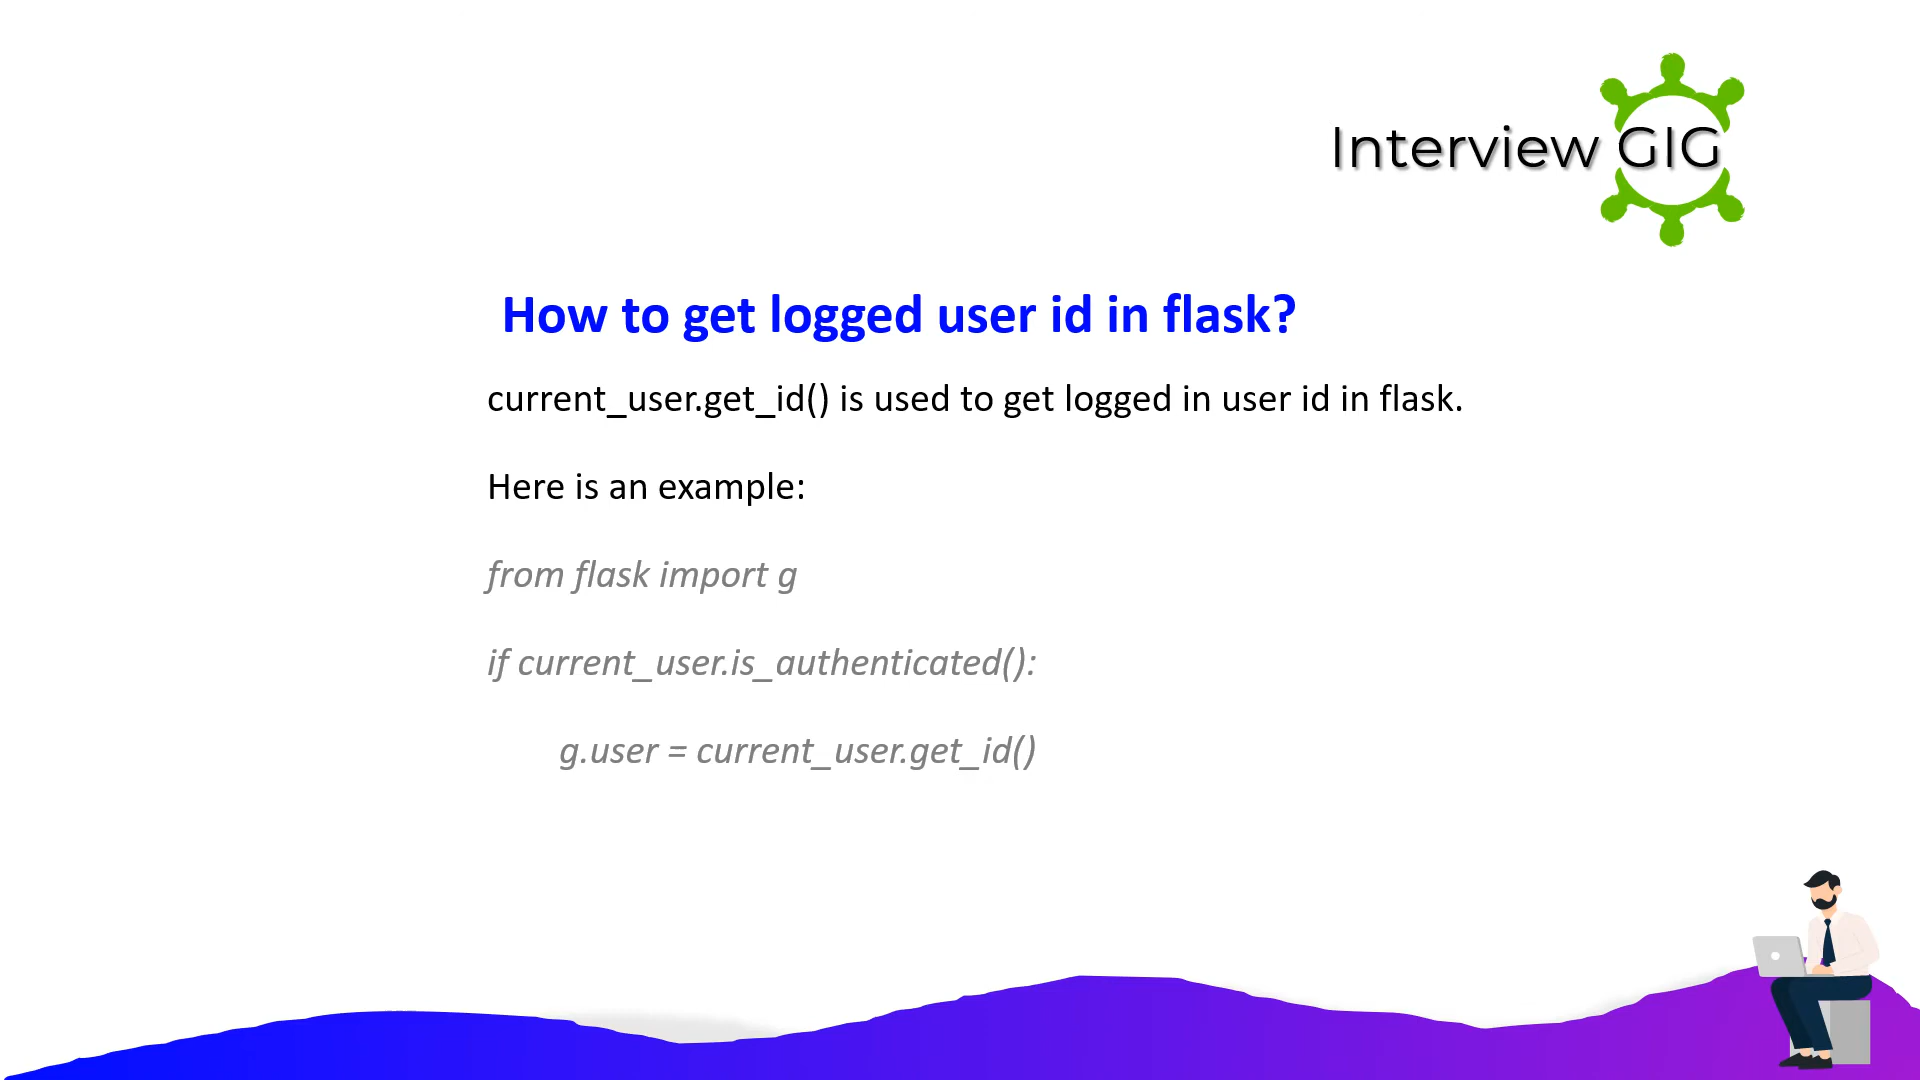 Interview GIG
How to get logged user id in flask?
current_user.get_id() is used to get logged in user id in flask.
Here is an example:
from flask import g
if current_user.is_authenticated():
g.user = current_user.get_id()